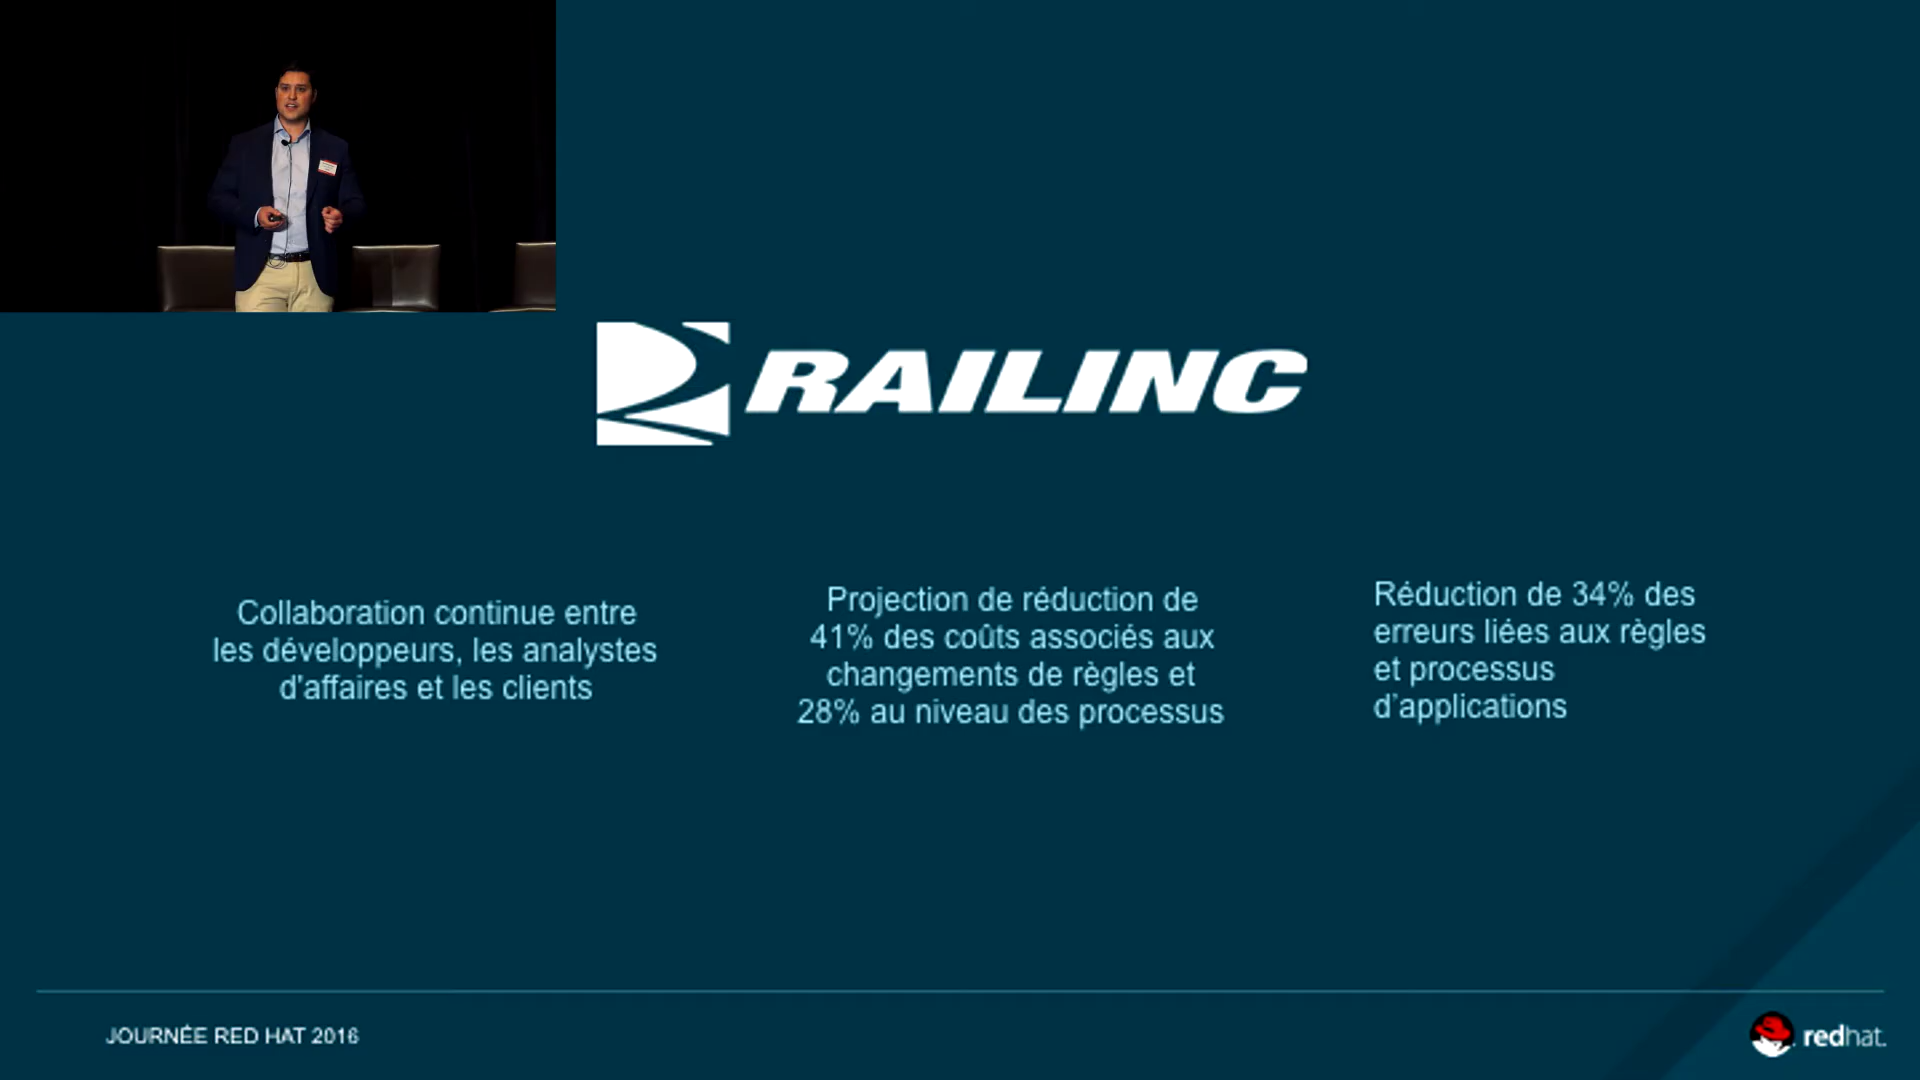 RAILINC
Collaboration continue entre
les développeurs, les analystes
d'affaires et les clients
Projection de réduction de
41% des coûts associés aux
changements de règles et
28% au niveau des processus
Réduction de 34% des
erreurs liées aux règles
et processus
d’applications
JOURNÉE RED HAT 2016
redhat.